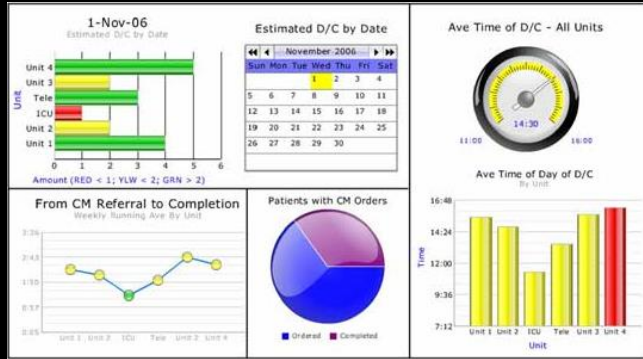 1-Nov-06
Estimated D/C by Date
Unit
Unit 4
Unit 3
Tele
ICU
Unit 2
Unit 1
0 1 2 3 4 5 6
Amount (RED < 1; YLW < 2; GRN > 2)
Estimated D/C by Date
November 2006
Sun Mon Tue Wed Thu Fri Sat
1 2 3 4
5 6 7 8 9 10 11
12 13 14 15 16 17 18
19 20 21 22 23 24 25
26 27 28 29 30
Ave Time of D/C - All Units
14:30
11:00 16:00
From CM Referral to Completion
Weekly Running Ave By Unit
Unit 1 Unit 2 ICU Tele Unit 3 Unit 4
Patients with CM Orders
Ordered Completed
Ave Time of Day of D/C
By Unit
Time
16:48
14:24
12:00
9:36
7:12
Unit 1 Unit 2 ICU Tele Unit 3 Unit 4
Unit